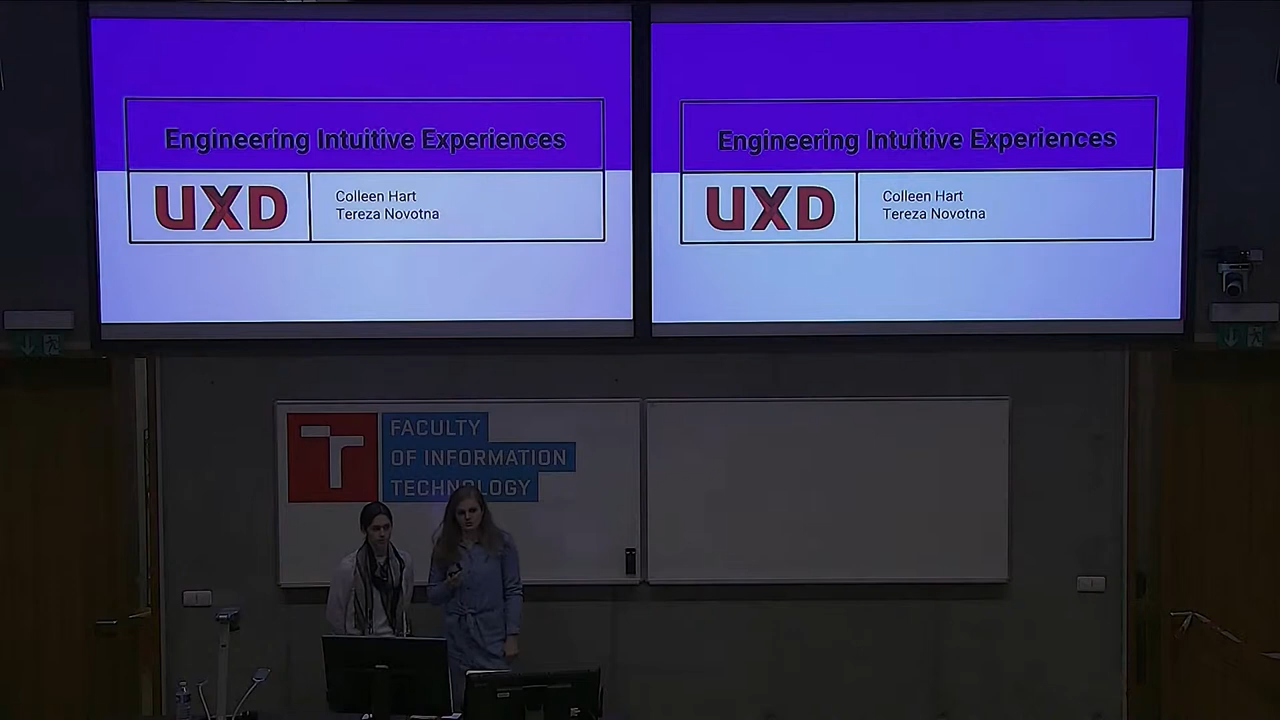 Engineering Intuitive Experiences
UXD
Colleen Hart
Tereza Novotna
Engineering Intuitive Experiences
UXD
Colleen Hart
Tereza Novotna
FACULTY
OF INFORMATION
TECHNOLOGY